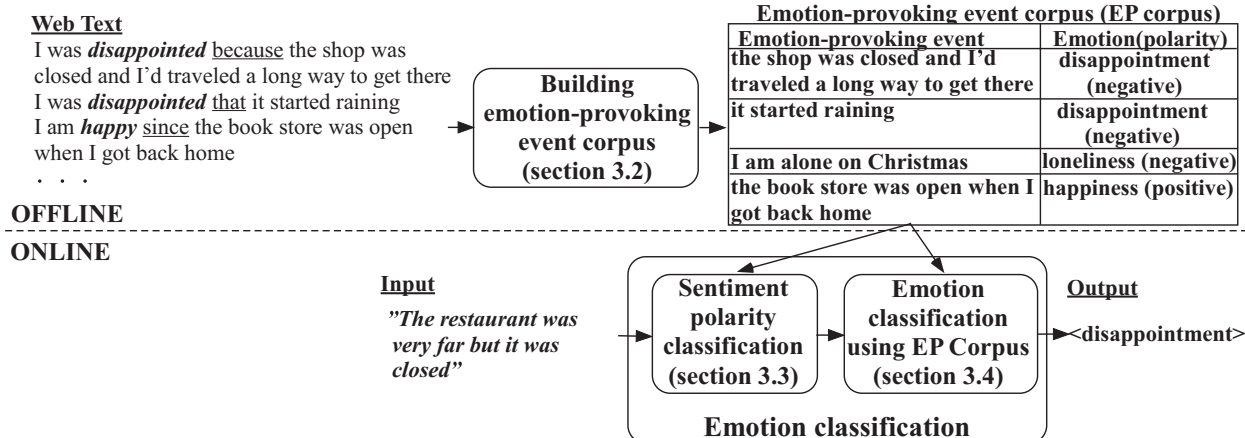 Web Text
I was disappointed because the shop was
closed and I'd traveled a long way to get there
I was disappointed that it started raining
I am happy since the book store was open
when I got back home
. . .
OFFLINE
Building
emotion-provoking
event corpus
(section 3.2)
Emotion-provoking event corpus (EP corpus)
Emotion-provoking event Emotion(polarity)
the shop was closed and I'd
traveled a long way to get there
disappointment
(negative)
it started raining
disappointment
(negative)
I am alone on Christmas loneliness (negative)
the book store was open when I
got back home
happiness (positive)
ONLINE
Input
”The restaurant was
very far but it was
closed”
Sentiment
polarity
classification
(section 3.3)
Emotion
classification
using EP Corpus
(section 3.4)
Emotion classification
Output
<disappointment>